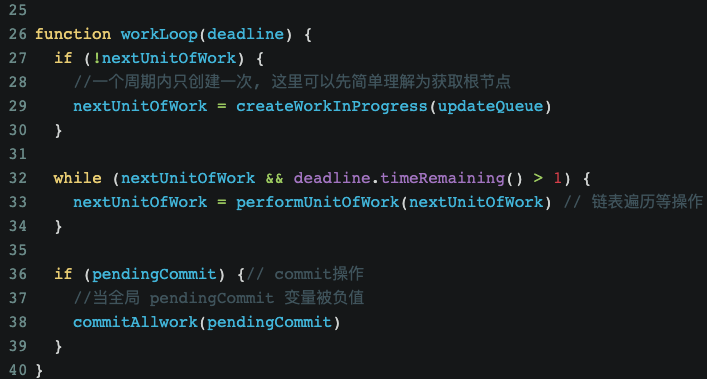 25
26 function workLoop(deadline) {
27   if (!nextUnitOfWork) {
28     //一个周期内只创建一次, 这里可以先简单理解为获取根节点
29     nextUnitOfWork = createWorkInProgress(updateQueue)
30   }
31
32   while (nextUnitOfWork && deadline.timeRemaining() > 1) {
33     nextUnitOfWork = performUnitOfWork(nextUnitOfWork) // 链表遍历等操作
34   }
35
36   if (pendingCommit) {// commit操作
37     //当全局 pendingCommit 变量被负值
38     commitAllwork(pendingCommit)
39   }
40 }